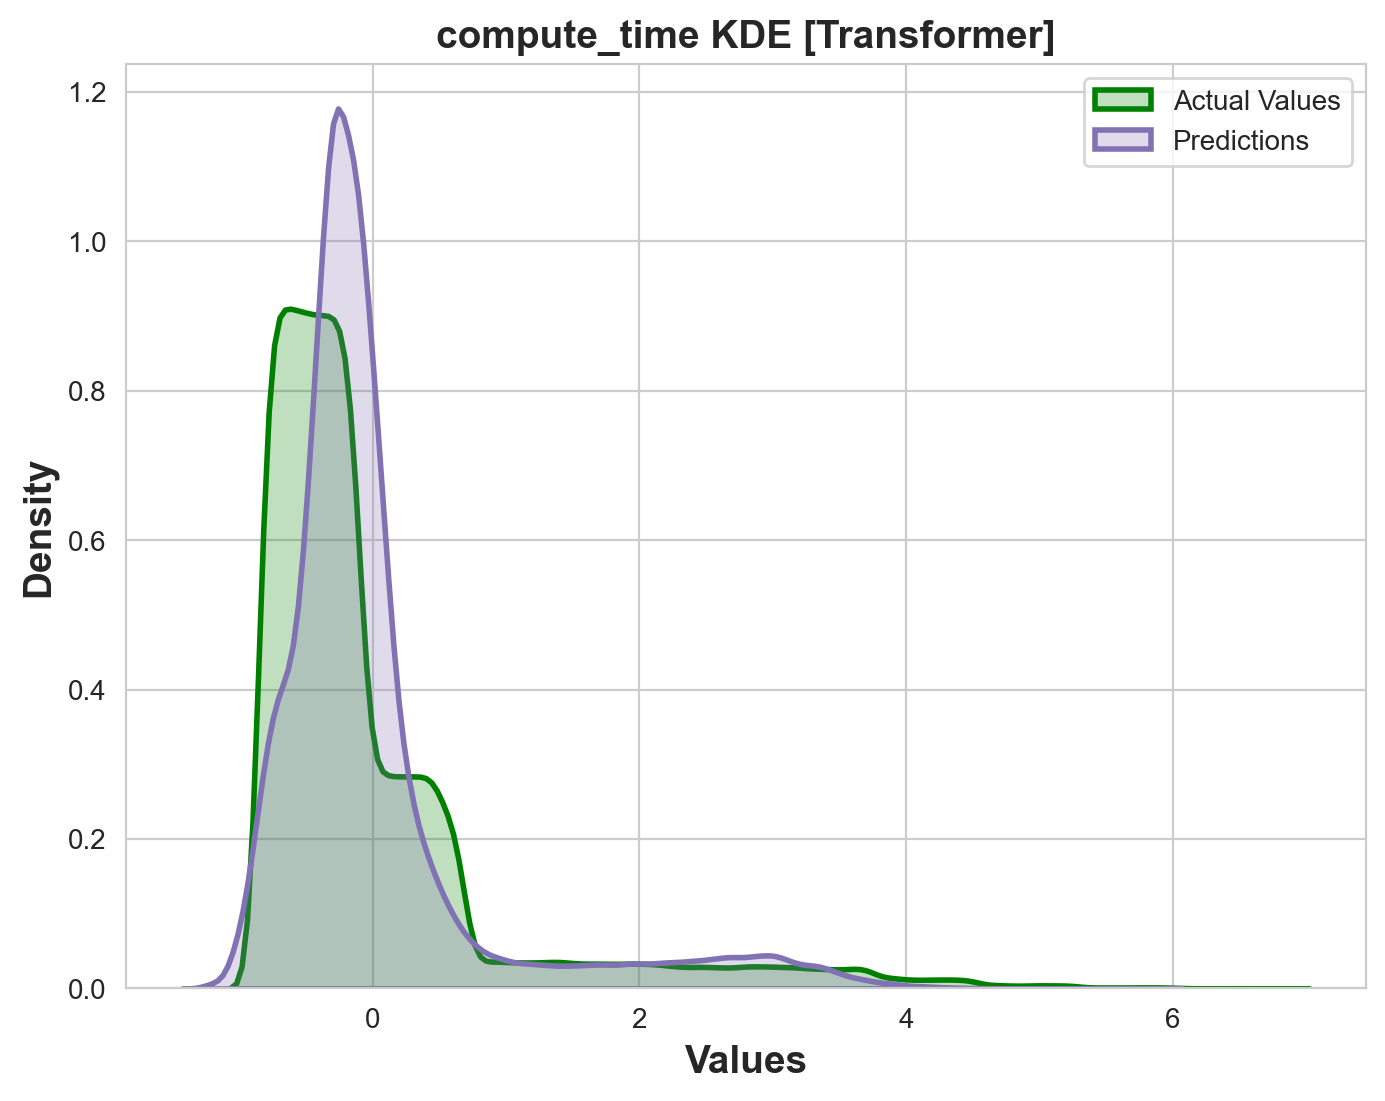 compute_time KDE [Transformer]
Actual Values
Predictions
1.2
1.0
0.8
0.6
0.4
0.2
0.0
Density
0 2 4 6
Values